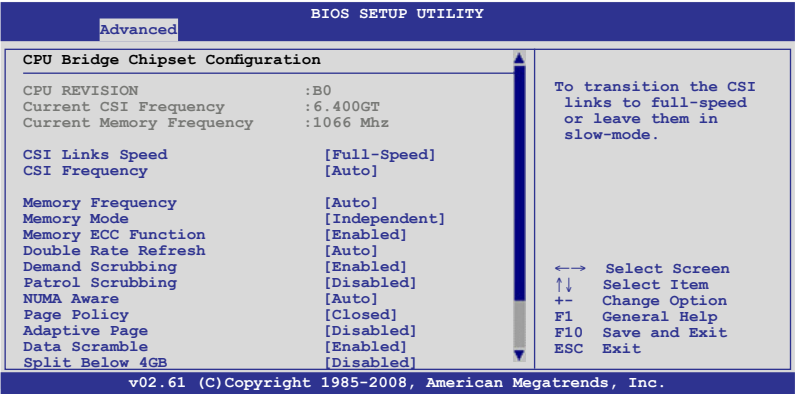 BIOS SETUP UTILITY
Advanced
CPU Bridge Chipset Configuration
CPU REVISION :B0
Current CSI Frequency :6.400GT
Current Memory Frequency :1066 Mhz
CSI Links Speed [Full-Speed]
CSI Frequency [Auto]
Memory Frequency [Auto]
Memory Mode [Independent]
Memory ECC Function [Enabled]
Double Rate Refresh [Auto]
Demand Scrubbing [Enabled]
Patrol Scrubbing [Disabled]
NUMA Aware [Auto]
Page Policy [Closed]
Adaptive Page [Disabled]
Data Scramble [Enabled]
Split Below 4GB [Disabled]
To transition the CSI
links to full-speed
or leave them in
slow-mode.
←→ Select Screen
↑↓ Select Item
+- Change Option
F1 General Help
F10 Save and Exit
ESC Exit
v02.61 (C)Copyright 1985-2008, American Megatrends, Inc.